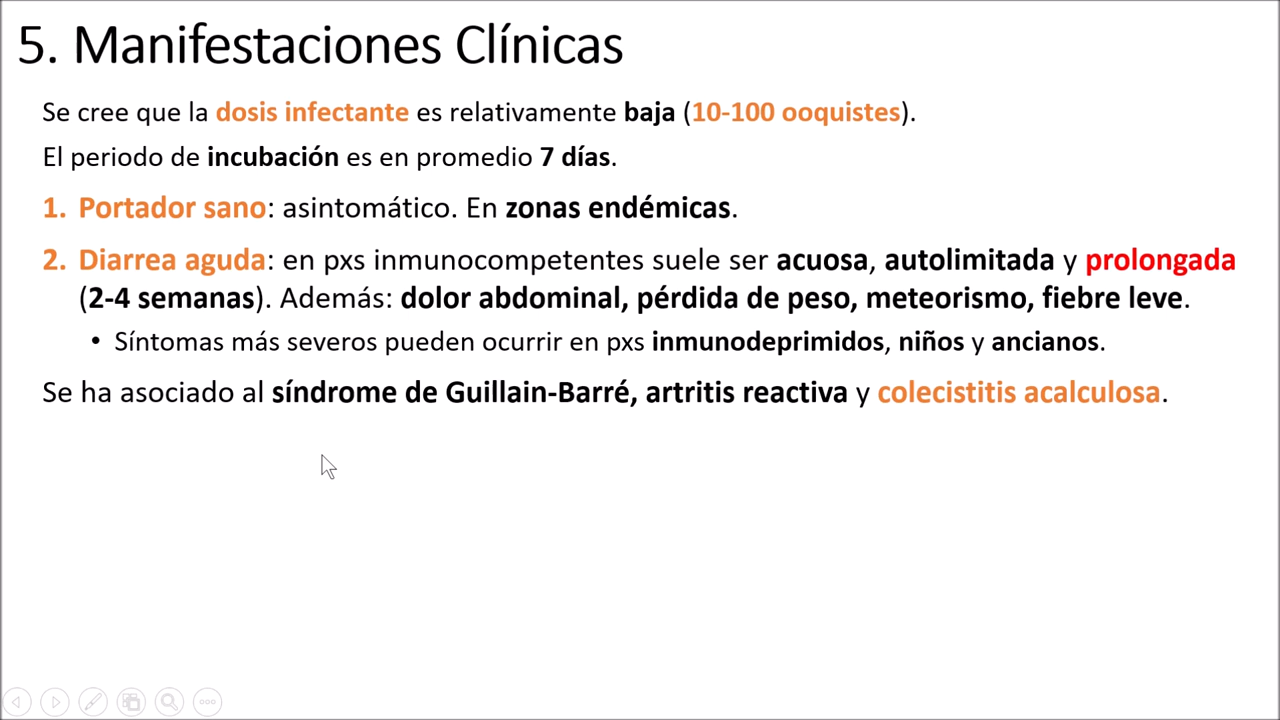 5. Manifestaciones Clínicas
Se cree que la dosis infectante es relativamente baja (10-100 ooquistes).
El periodo de incubación es en promedio 7 días.
1. Portador sano: asintomático. En zonas endémicas.
2. Diarrea aguda: en pxs inmunocompetentes suele ser acuosa, autolimitada y prolongada
(2-4 semanas). Además: dolor abdominal, pérdida de peso, meteorismo, fiebre leve.
• Síntomas más severos pueden ocurrir en pxs inmunodeprimidos, niños y ancianos.
Se ha asociado al síndrome de Guillain-Barré, artritis reactiva y colecistitis acalculosa.